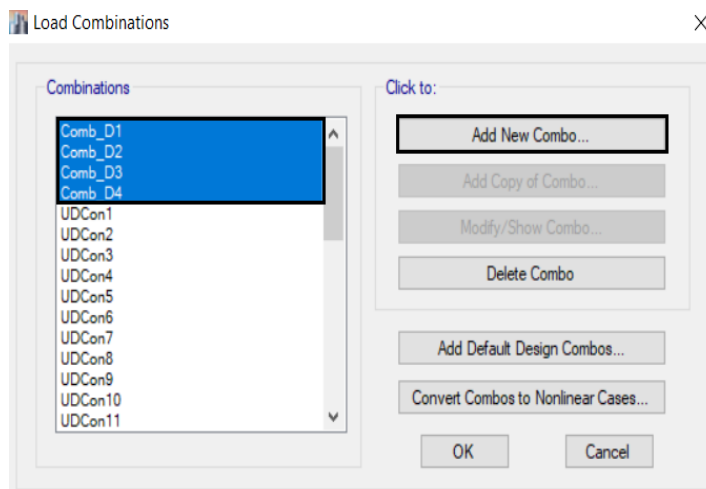 Load Combinations
Combinations
Comb_D1
Comb_D2
Comb_D3
Comb_D4
UDCon1
UDCon2
UDCon3
UDCon4
UDCon5
UDCon6
UDCon7
UDCon8
UDCon9
UDCon10
UDCon11
Click to:
Add New Combo...
Add Copy of Combo...
Modify/Show Combo...
Delete Combo
Add Default Design Combos...
Convert Combos to Nonlinear Cases...
OK
Cancel